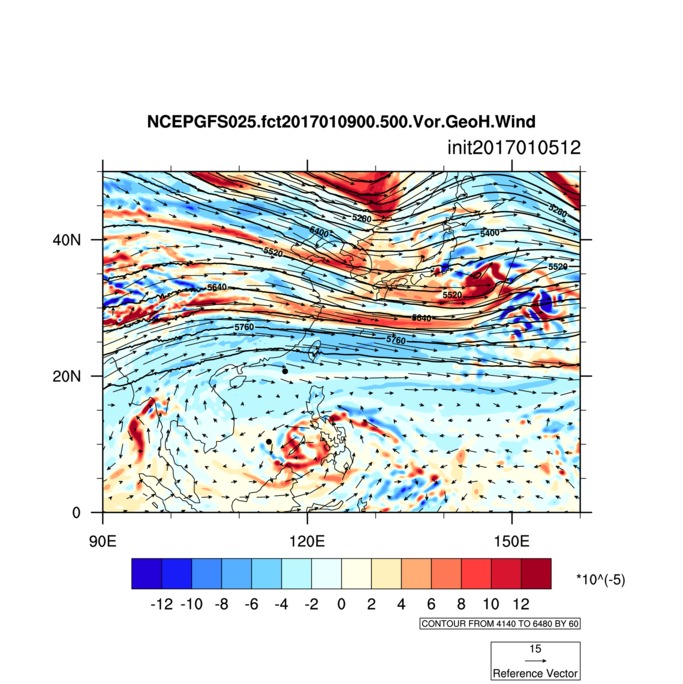 NCEPGFS025.fct2017010900.500.Vor.GeoH.Wind
init2017010512
5280
5280
6400
5400
40N
5520
5520
5640
5520
5640
5760
5760
20N
0
90E 120E 150E
-12 -10 -8 -6 -4 -2 0 2 4 6 8 10 12
*10^(-5)
CONTOUR FROM 4140 TO 6480 BY 60
15
Reference Vector